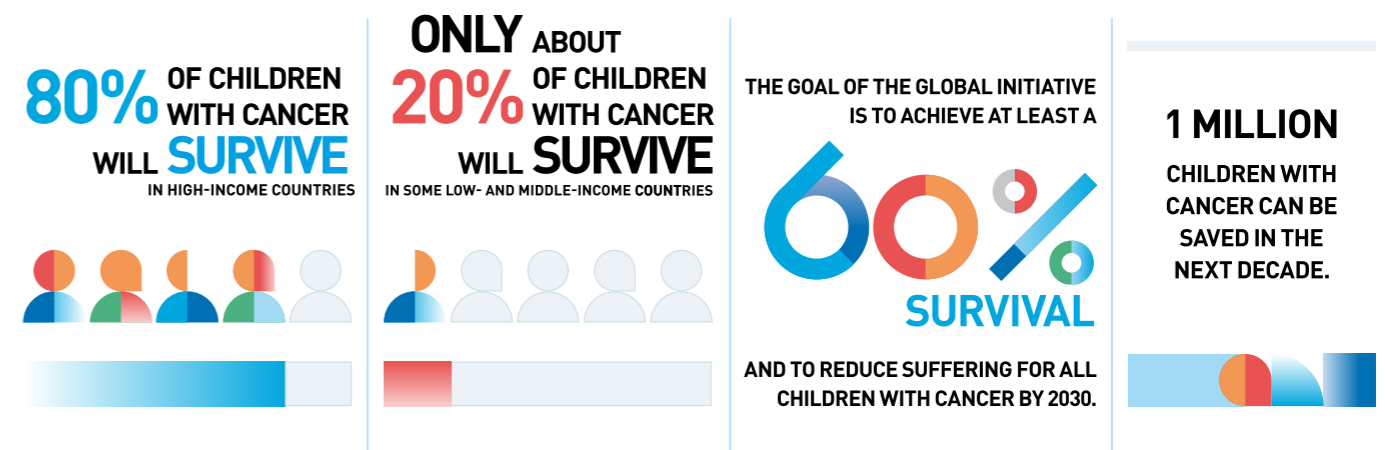 80% OF CHILDREN
WITH CANCER
WILL SURVIVE
IN HIGH-INCOME COUNTRIES
ONLY ABOUT
20% OF CHILDREN
WITH CANCER
WILL SURVIVE
IN SOME LOW- AND MIDDLE-INCOME COUNTRIES
THE GOAL OF THE GLOBAL INITIATIVE
IS TO ACHIEVE AT LEAST A
60%
SURVIVAL
AND TO REDUCE SUFFERING FOR ALL
CHILDREN WITH CANCER BY 2030.
1 MILLION
CHILDREN WITH
CANCER CAN BE
SAVED IN THE
NEXT DECADE.